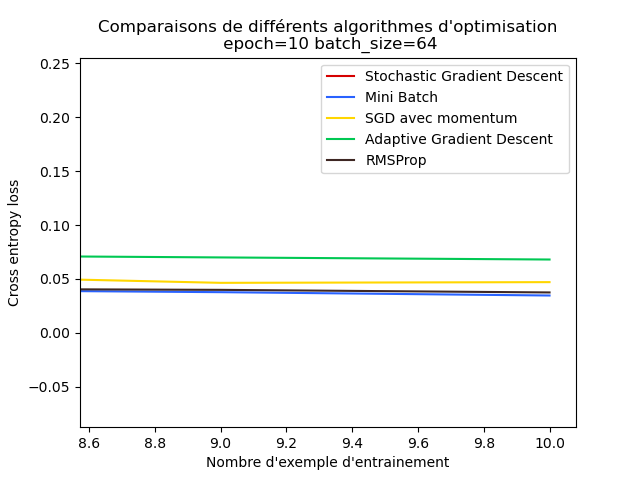 Comparaisons de différents algorithmes d'optimisation
epoch=10 batch_size=64
0.25
0.20
0.15
0.10
0.05
0.00
−0.05
Cross entropy loss
Stochastic Gradient Descent
Mini Batch
SGD avec momentum
Adaptive Gradient Descent
RMSProp
8.6 8.8 9.0 9.2 9.4 9.6 9.8 10.0
Nombre d'exemple d'entrainement